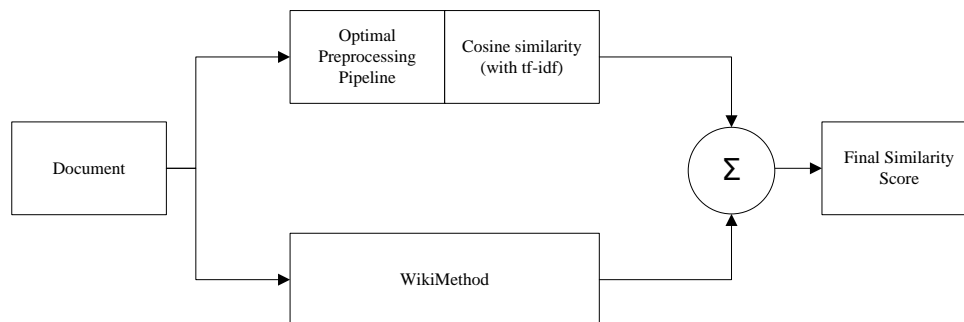 Optimal
Preprocessing
Pipeline
Cosine similarity
(with tf-idf)
Document
Σ
Final Similarity
Score
WikiMethod